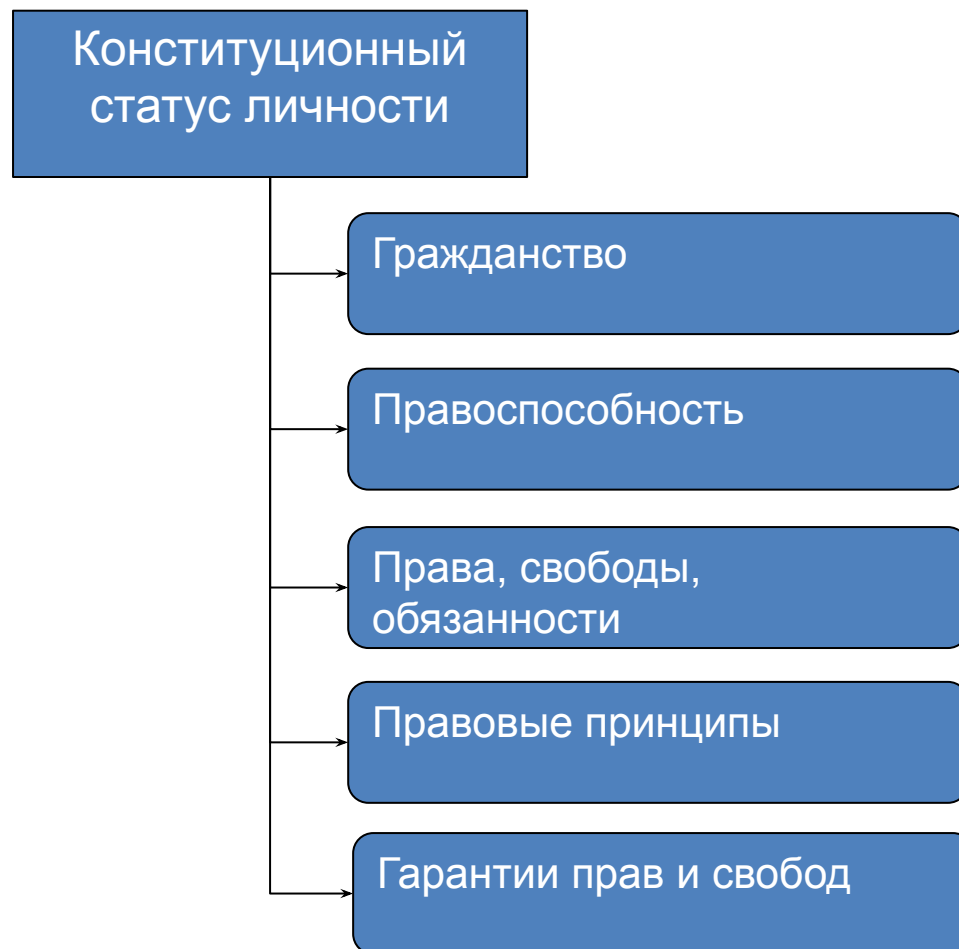 Конституционный
статус личности
Гражданство
Правоспособность
Права, свободы,
обязанности
Правовые принципы
Гарантии прав и свобод